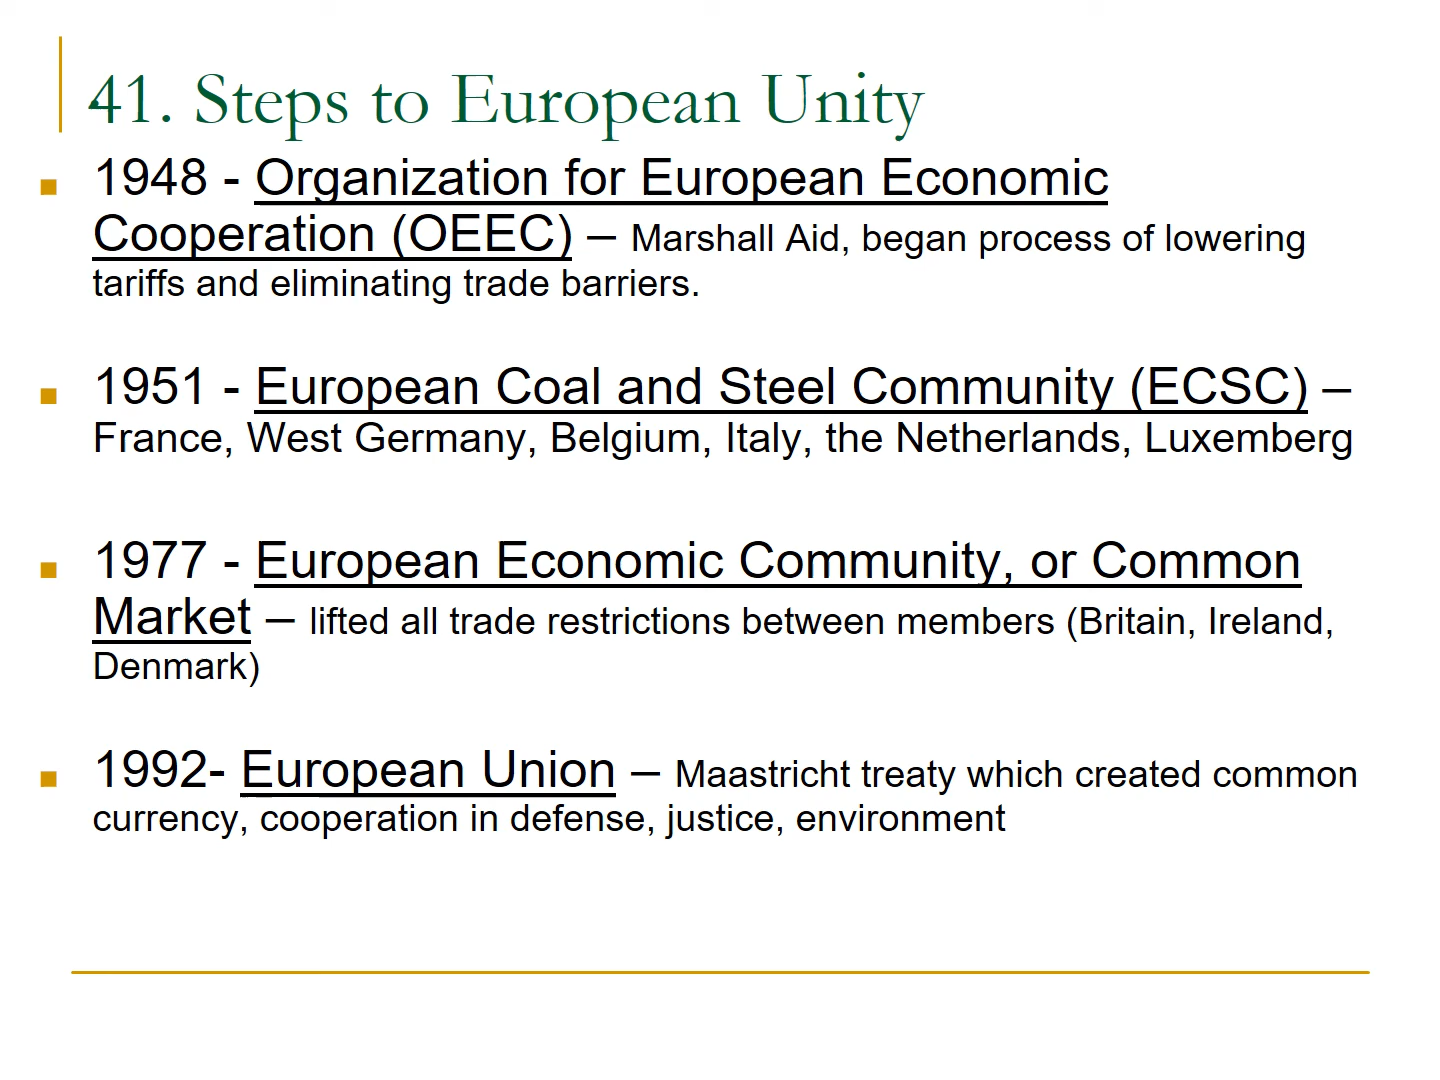 41. Steps to European Unity
1948 - Organization for European Economic
Cooperation (OEEC) – Marshall Aid, began process of lowering
tariffs and eliminating trade barriers.
1951 - European Coal and Steel Community (ECSC) –
France, West Germany, Belgium, Italy, the Netherlands, Luxemberg
1977 - European Economic Community, or Common
Market – lifted all trade restrictions between members (Britain, Ireland,
Denmark)
1992- European Union – Maastricht treaty which created common
currency, cooperation in defense, justice, environment